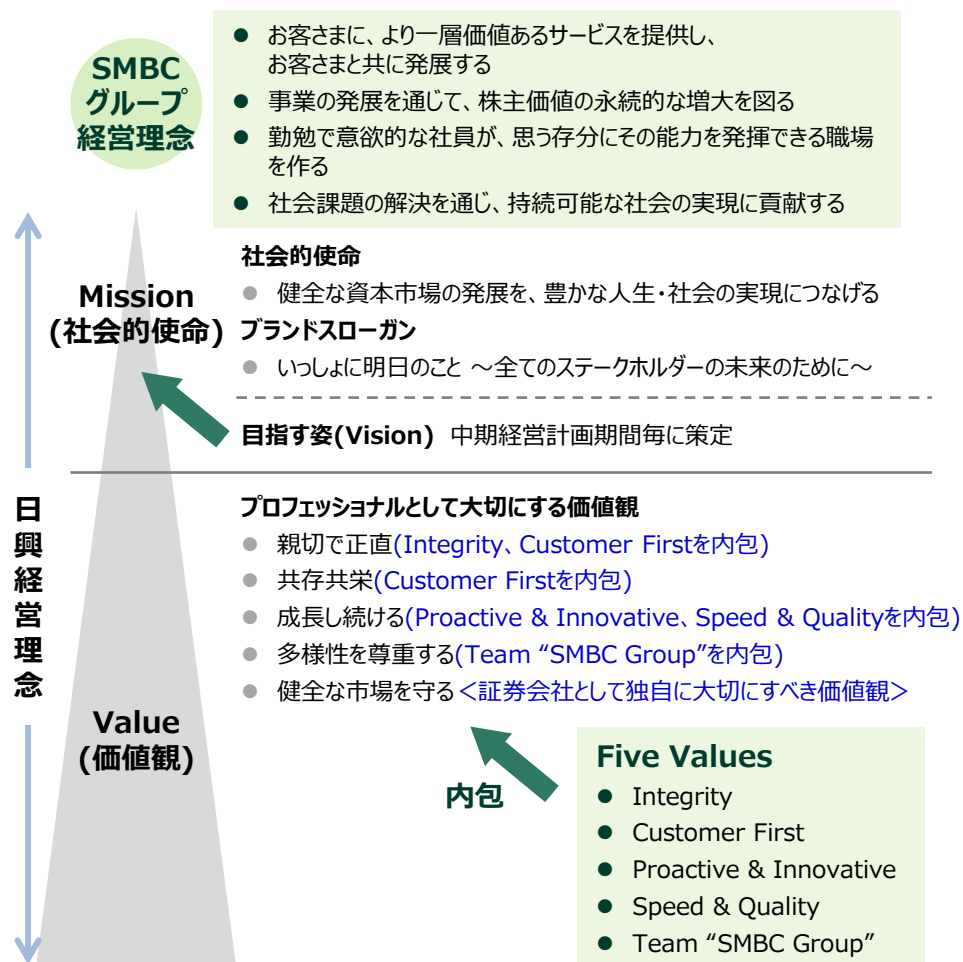 SMBC
グループ
経営理念
● お客さまに、より一層価値あるサービスを提供し、
お客さまと共に発展する
● 事業の発展を通じて、株主価値の永続的な増大を図る
● 勤勉で意欲的な社員が、思う存分にその能力を発揮できる職場
を作る
● 社会課題の解決を通じ、持続可能な社会の実現に貢献する
日興経営理念
Mission
(社会的使命)
社会的使命
● 健全な資本市場の発展を、豊かな人生・社会の実現につなげる
ブランドスローガン
● いっしょに明日のこと ～全てのステークホルダーの未来のために～
目指す姿(Vision) 中期経営計画期間毎に策定
Value
(価値観)
プロフェッショナルとして大切にする価値観
● 親切で正直(Integrity、Customer Firstを内包)
● 共存共栄(Customer Firstを内包)
● 成長し続ける(Proactive & Innovative、Speed & Qualityを内包)
● 多様性を尊重する(Team “SMBC Group”を内包)
● 健全な市場を守る<証券会社として独自に大切にすべき価値観>
内包
Five Values
● Integrity
● Customer First
● Proactive & Innovative
● Speed & Quality
● Team “SMBC Group”